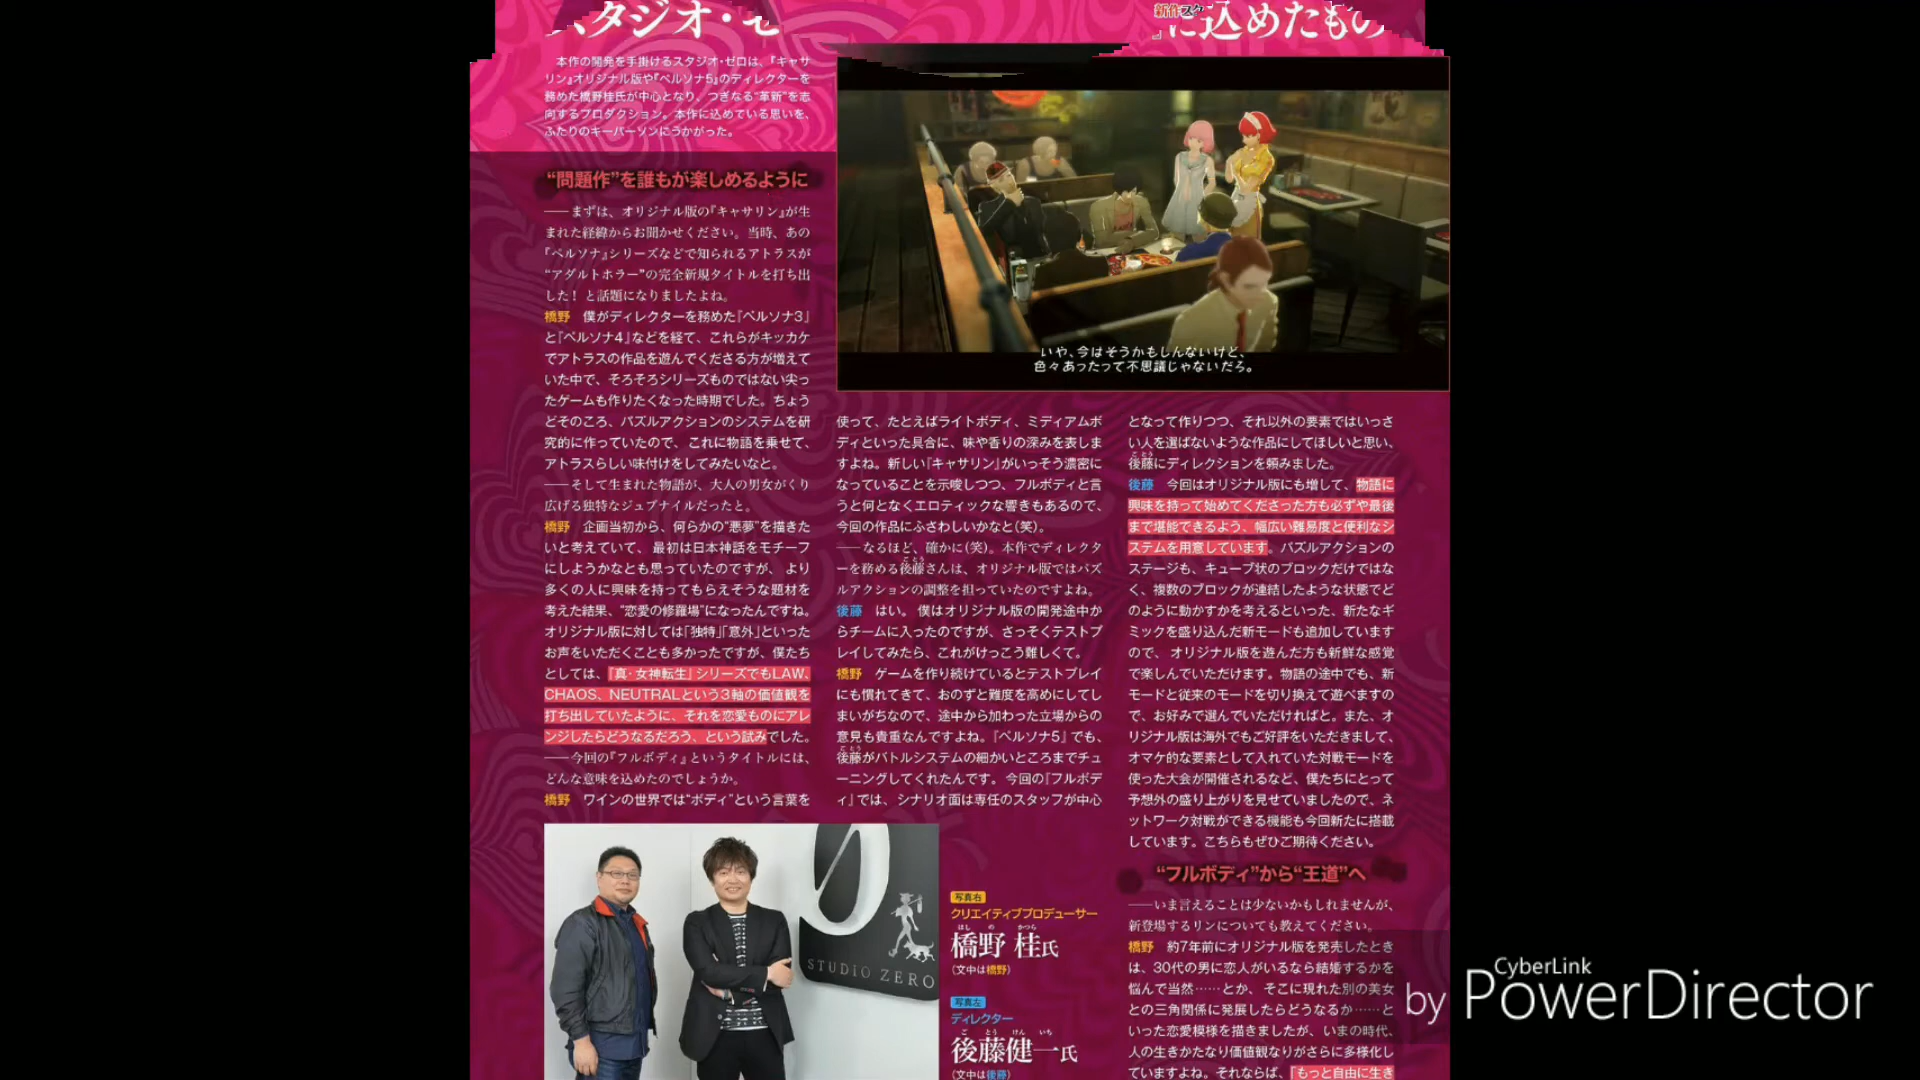 スタジオ・ゼ
新作
に込めたもの
本作の開発を手掛けるスタジオ・ゼロは、『キャサ
リン』オリジナル版や『ペルソナ5』のディレクターを
務めた橋野桂氏が中心となり、つぎなる“革新”を志
向するプロダクション。本作に込めている思いを、
ふたりのキーパーソンにうかがった。
“問題作”を誰もが楽しめるように
――まずは、オリジナル版の『キャサリン』が生
まれた経緯からお聞かせください。当時、あの
『ペルソナ』シリーズなどで知られるアトラスが
“アダルトホラー”の完全新規タイトルを打ち出
した！ と話題になりましたよね。
橋野 僕がディレクターを務めた『ペルソナ3』
と『ペルソナ4』などを経て、これらがキッカケ
でアトラスの作品を遊んでくださる方が増えて
いた中で、そろそろシリーズものではない尖っ
たゲームも作りたくなった時期でした。ちょう
どそのころ、パズルアクションのシステムを研
究的に作っていたので、これに物語を乗せて、
アトラスらしい味付けをしてみたいなと。
――そして生まれた物語が、大人の男女がくり
広げる独特なジュブナイルだったと。
橋野 企画当初から、何らかの“悪夢”を描きた
いと考えていて、最初は日本神話をモチーフ
にしようかなとも思っていたのですが、より
多くの人に興味を持ってもらえそうな題材を
考えた結果、“恋愛の修羅場”になったんですね。
オリジナル版に対しては「独特」「意外」といった
お声をいただくことも多かったですが、僕たち
としては、『真・女神転生』シリーズでもLAW、
CHAOS、NEUTRALという3軸の価値観を
打ち出していたように、それを恋愛ものにアレ
ンジしたらどうなるだろう、という試みでした。
――今回の『フルボディ』というタイトルには、
どんな意味を込めたのでしょうか。
橋野 ワインの世界では“ボディ”という言葉を
いや、今はそうかもしんないけど、
色々あったって不思議じゃないだろ。
使って、たとえばライトボディ、ミディアムボ
ディといった具合に、味や香りの深みを表しま
すよね。新しい『キャサリン』がいっそう濃密に
なっていることを示唆しつつ、フルボディと言
うと何となくエロティックな響きもあるので、
今回の作品にふさわしいかなと（笑）。
――なるほど、確かに（笑）。本作でディレクタ
ーを務める後藤さんは、オリジナル版ではパズ
ルアクションの調整を担っていたのですよね。
後藤 はい。僕はオリジナル版の開発途中か
らチームに入ったのですが、さっそくテストプ
レイしてみたら、これがけっこう難しくて。
橋野 ゲームを作り続けているとテストプレイ
にも慣れてきて、おのずと難度を高めにしてし
まいがちなので、途中から加わった立場からの
意見も貴重なんですよね。『ペルソナ5』でも、
後藤がバトルシステムの細かいところまでチュ
ーニングしてくれたんです。今回の『フルボデ
ィ』では、シナリオ面は専任のスタッフが中心
となって作りつつ、それ以外の要素ではいっさ
い人を選ばないような作品にしてほしいと思い、
後藤にディレクションを頼みました。
後藤 今回はオリジナル版にも増して、物語に
興味を持って始めてくださった方も必ずや最後
まで堪能できるよう、幅広い難易度と便利なシ
ステムを用意しています。パズルアクションの
ステージも、キューブ状のブロックだけではな
く、複数のブロックが連結したような状態でど
のように動かすかを考えるといった、新たなギ
ミックを盛り込んだ新モードも追加しています
ので、オリジナル版を遊んだ方も新鮮な感覚
で楽しんでいただけます。物語の途中でも、新
モードと従来のモードを切り換えて遊べますの
で、お好みで選んでいただければと。また、オ
リジナル版は海外でもご好評をいただきまして、
オマケ的な要素として入れていた対戦モードを
使った大会が開催されるなど、僕たちにとって
予想外の盛り上がりを見せていましたので、ネ
ットワーク対戦ができる機能も今回新たに搭載
しています。こちらもぜひご期待ください。
“フルボディ”から“王道”へ
――いま言えることは少ないかもしれませんが、
新登場するリンについても教えてください。
橋野 約7年前にオリジナル版を発売したとき
は、30代の男に恋人がいるなら結婚するかを
悩んで当然……とか、そこに現れた別の美女
との三角関係に発展したらどうなるか……と
いった恋愛模様を描きましたが、いまの時代、
人の生きかたなり価値観なりがさらに多様化し
ていますよね。それならば、「もっと自由に生き
STUDIO ZERO
写真右
クリエイティブプロデューサー
はし の かつら
橋野 桂氏
（文中は橋野）
写真左
ディレクター
ご とう けん いち
後藤健一氏
（文中は後藤）
by CyberLink PowerDirector